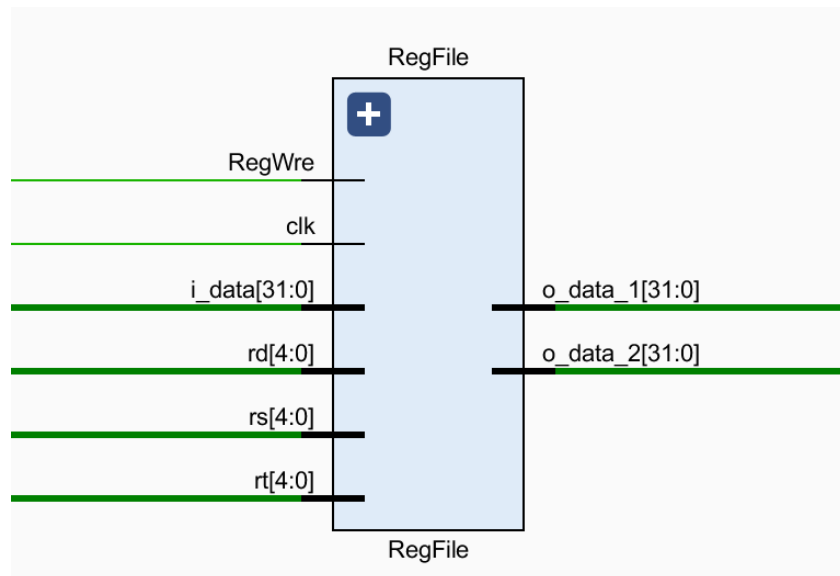 RegFile
RegWre
clk
i_data[31:0]
o_data_1[31:0]
rd[4:0]
o_data_2[31:0]
rs[4:0]
rt[4:0]
RegFile